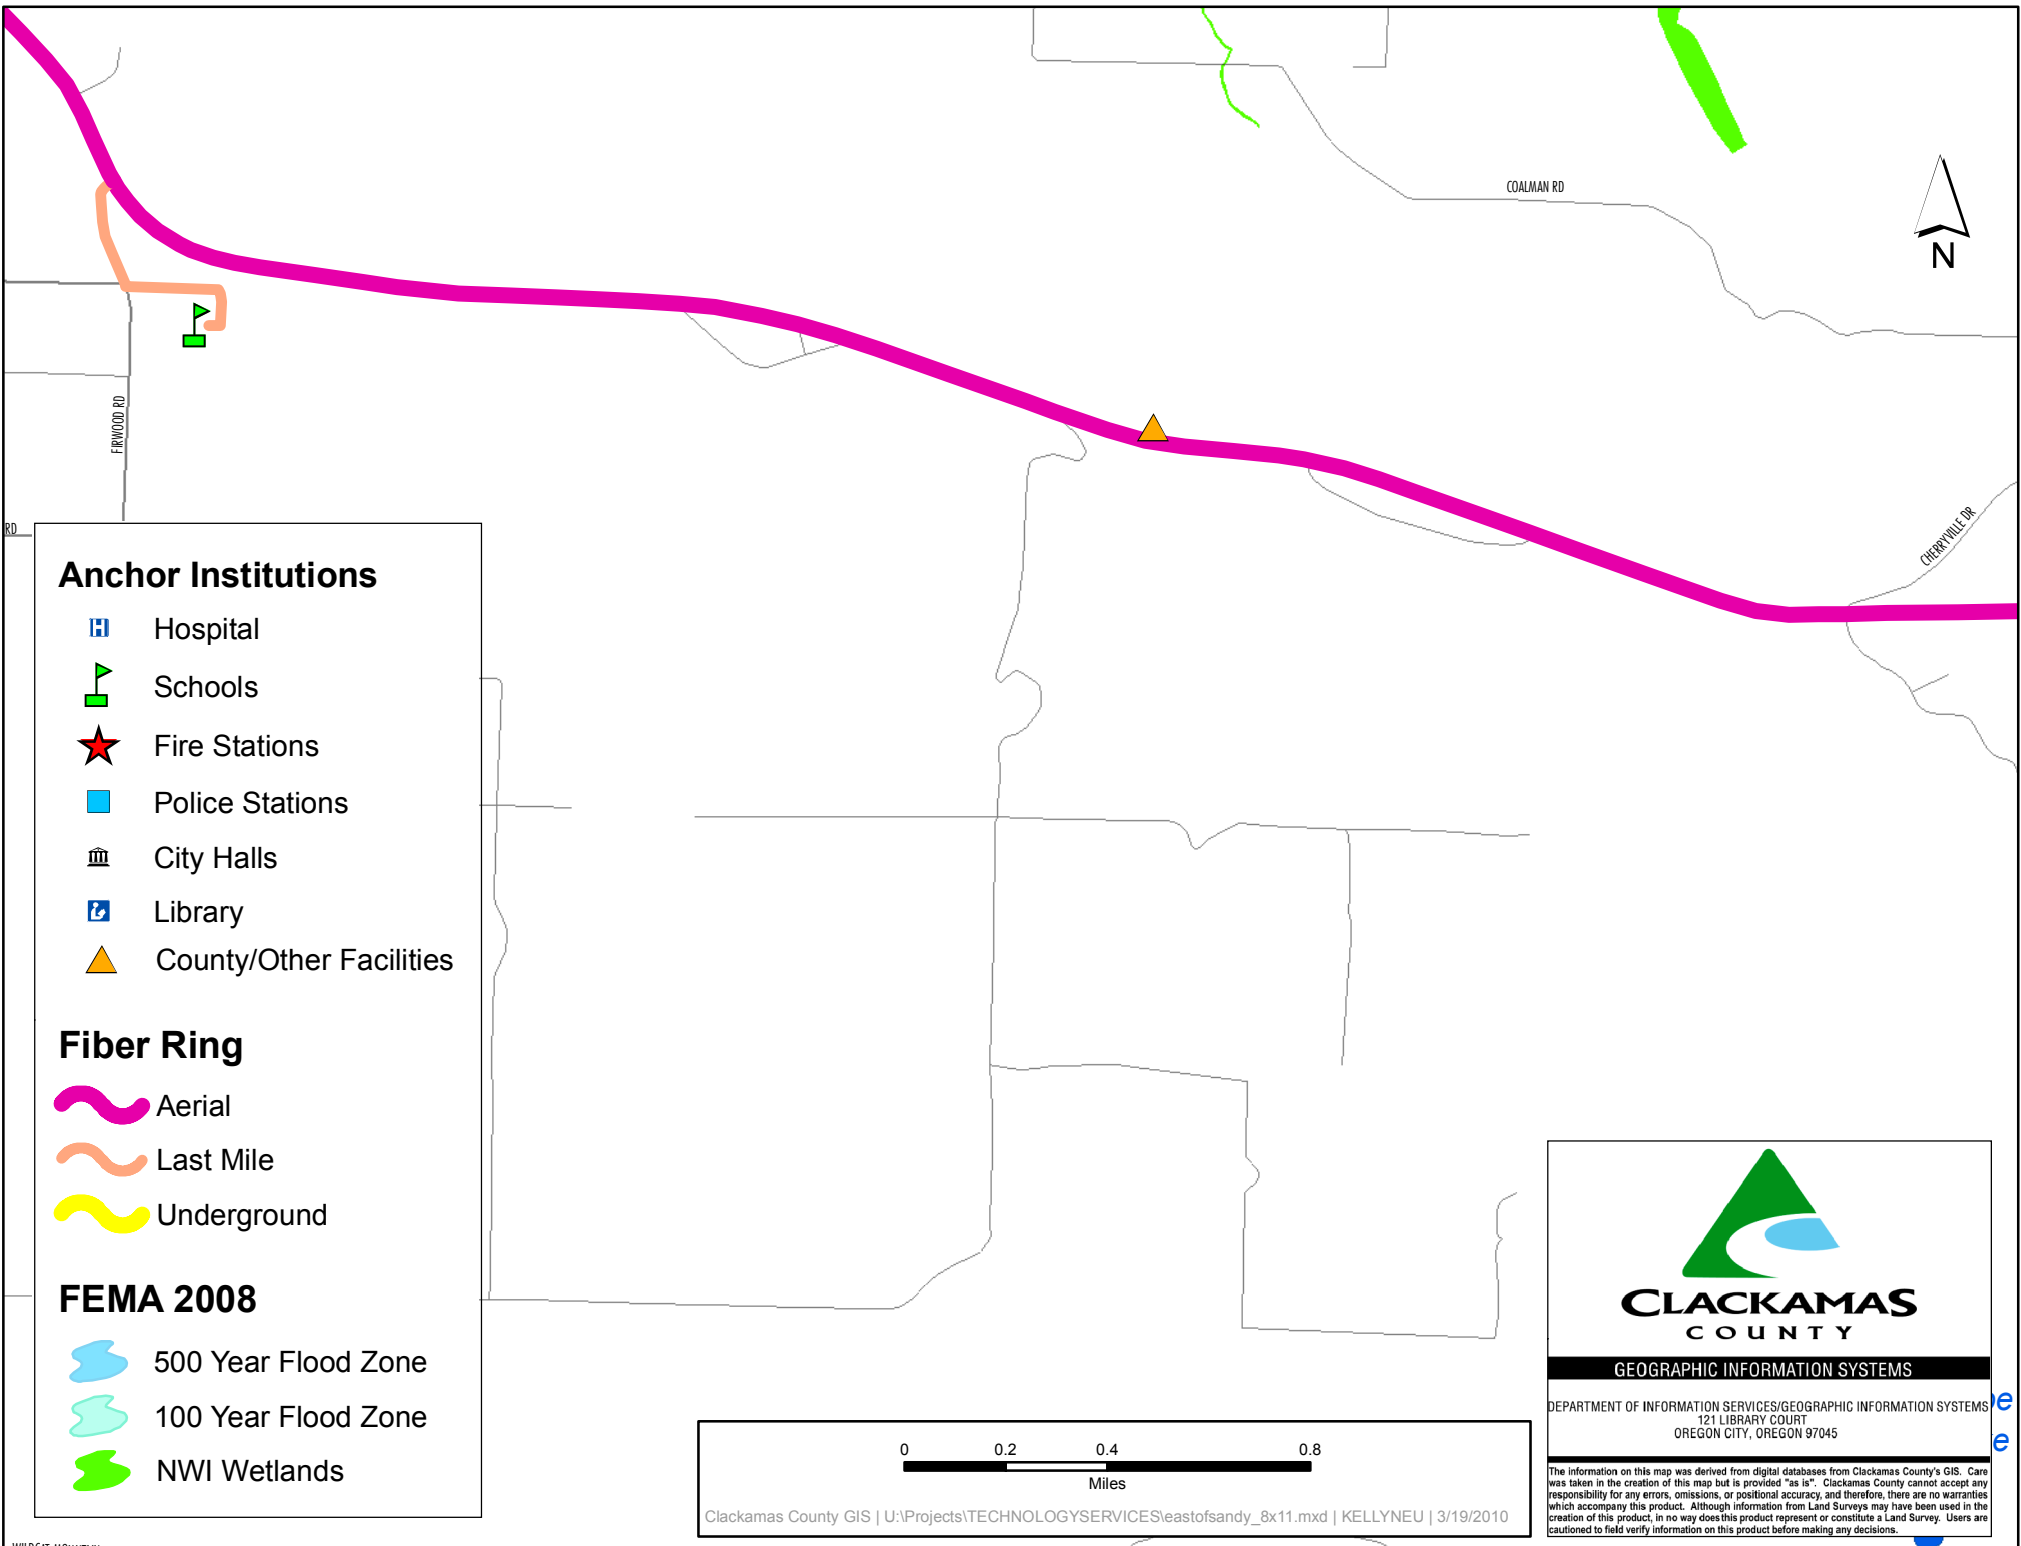 COALMAN RD
N
FIRWOOD RD
RD
CHERRYVILLE DR
Anchor Institutions
H Hospital
Schools
Fire Stations
Police Stations
City Halls
Library
County/Other Facilities
Fiber Ring
Aerial
Last Mile
Underground
FEMA 2008
500 Year Flood Zone
100 Year Flood Zone
NWI Wetlands
0 0.2 0.4 0.8
Miles
Clackamas County GIS | U:\Projects\TECHNOLOGYSERVICES\eastofsandy_8x11.mxd | KELLYNEU | 3/19/2010
CLACKAMAS
COUNTY
GEOGRAPHIC INFORMATION SYSTEMS
DEPARTMENT OF INFORMATION SERVICES/GEOGRAPHIC INFORMATION SYSTEMS
121 LIBRARY COURT
OREGON CITY, OREGON 97045
The information on this map was derived from digital databases from Clackamas County's GIS. Care
was taken in the creation of this map but is provided "as is". Clackamas County cannot accept any
responsibility for any errors, omissions, or positional accuracy, and therefore, there are no warranties
which accompany this product. Although information from Land Surveys may have been used in the
creation of this product, in no way does this product represent or constitute a Land Survey. Users are
cautioned to field verify information on this product before making any decisions.